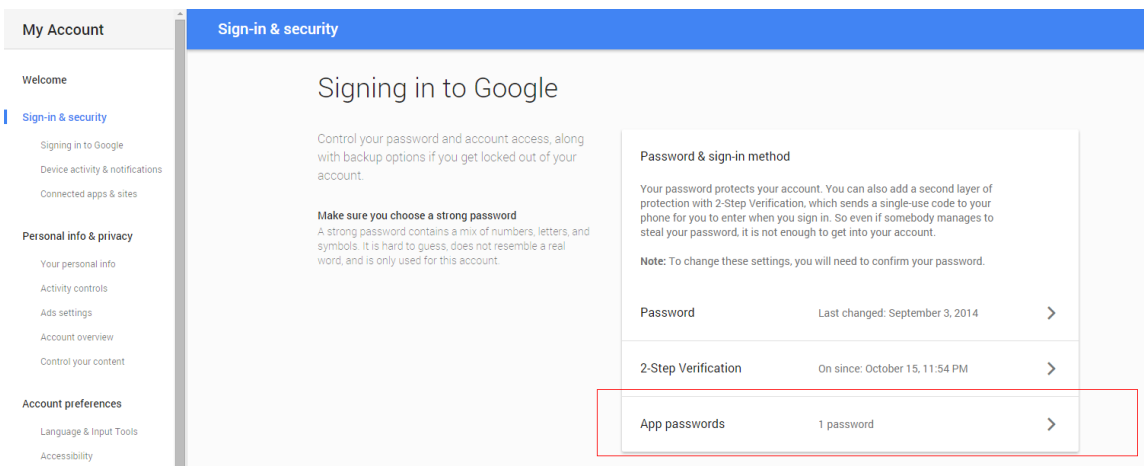 My Account
Welcome
Sign-in & security
Signing in to Google
Device activity & notifications
Connected apps & sites
Personal info & privacy
Your personal info
Activity controls
Ads settings
Account overview
Control your content
Account preferences
Language & Input Tools
Accessibility
Sign-in & security
Signing in to Google
Control your password and account access, along
with backup options if you get locked out of your
account.
Make sure you choose a strong password
A strong password contains a mix of numbers, letters, and
symbols. It is hard to guess, does not resemble a real
word, and is only used for this account.
Password & sign-in method
Your password protects your account. You can also add a second layer of
protection with 2-Step Verification, which sends a single-use code to your
phone for you to enter when you sign in. So even if somebody manages to
steal your password, it is not enough to get into your account.
Note: To change these settings, you will need to confirm your password.
Password Last changed: September 3, 2014
2-Step Verification On since: October 15, 11:54 PM
App passwords 1 password